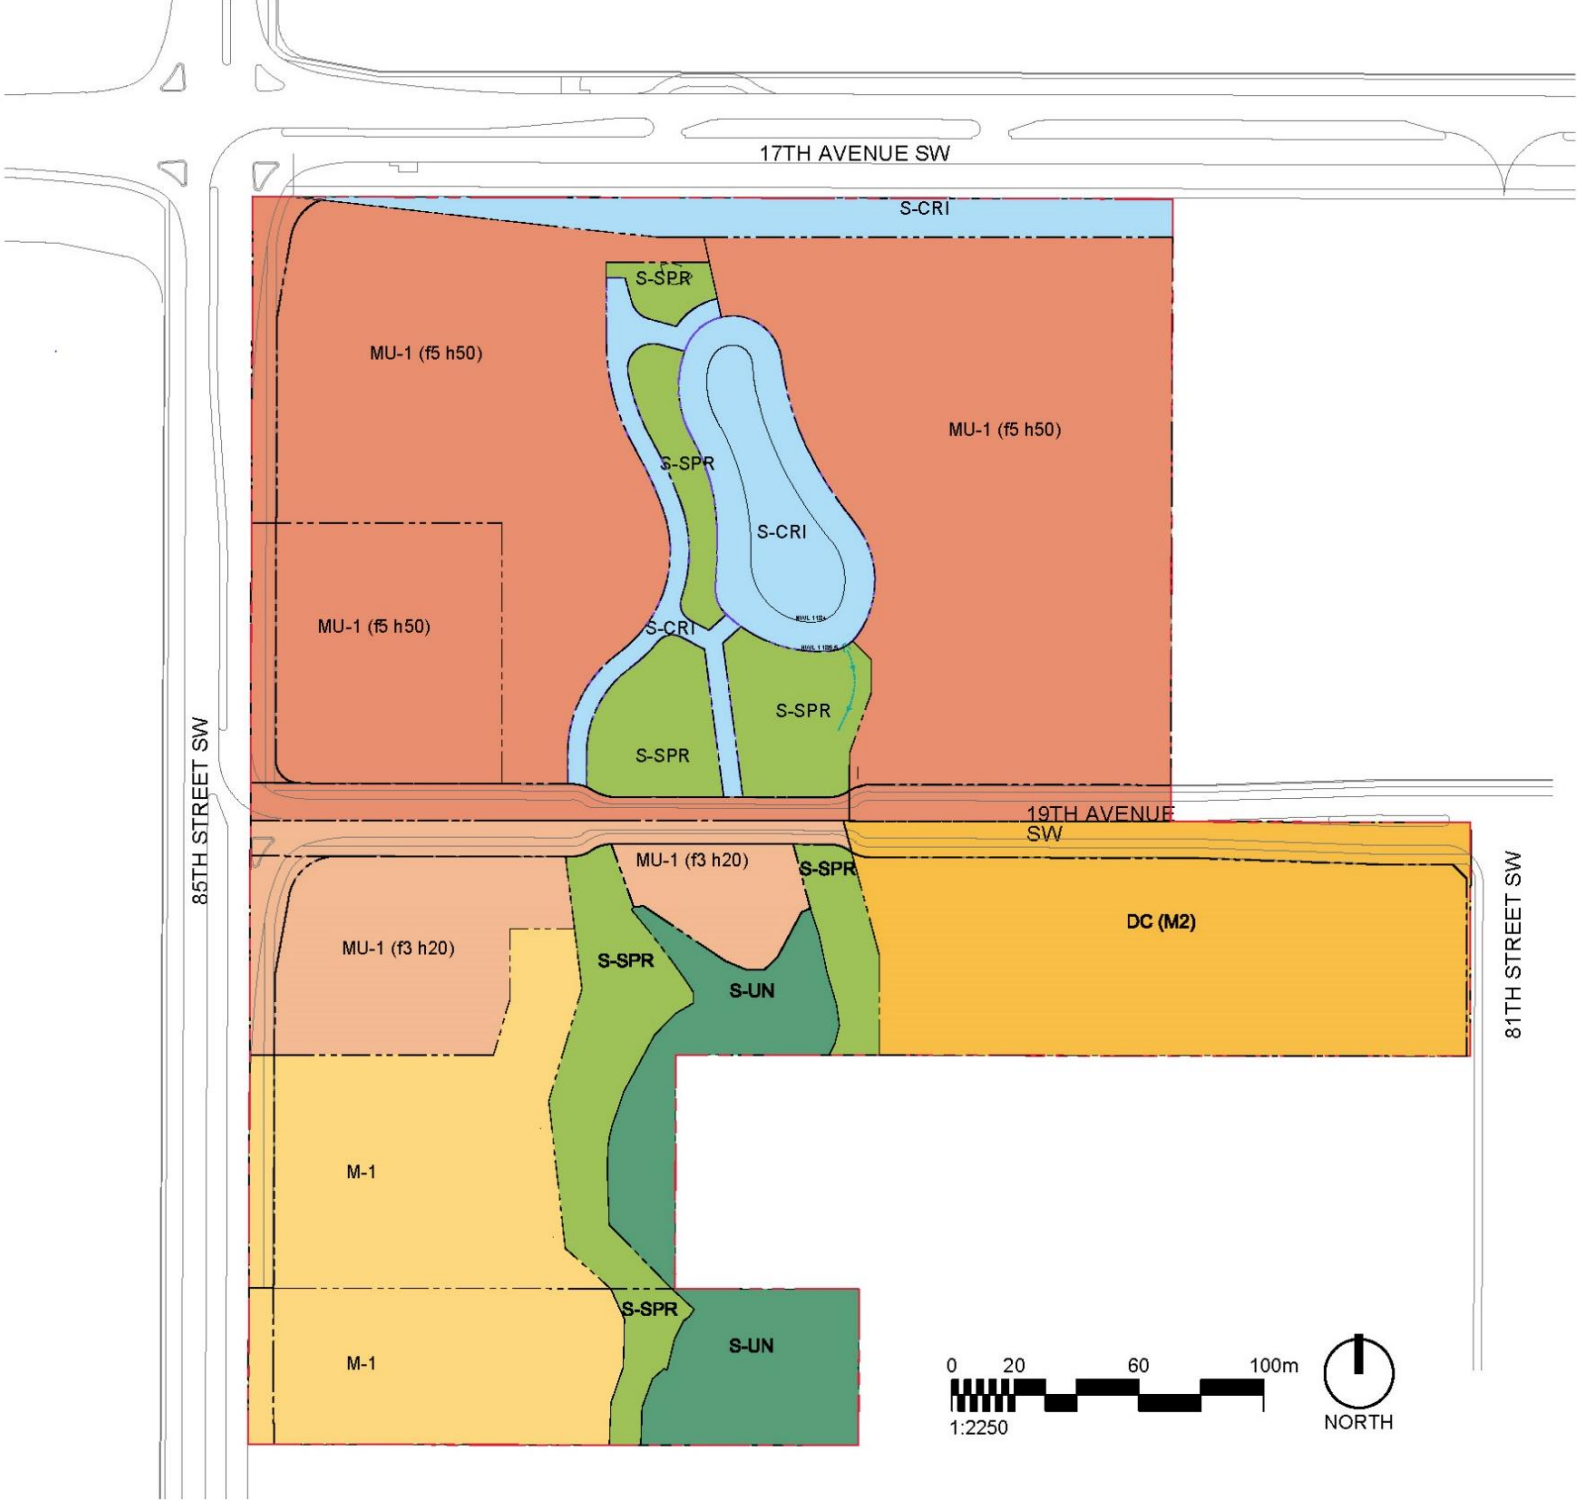 17TH AVENUE SW
S-CRI
S-SPR
MU-1 (f5 h50)
MU-1 (f5 h50)
S-SPR
S-CRI
MU-1 (f5 h50)
S-CRI
S-SPR
S-SPR
85TH STREET SW
19TH AVENUE
SW
MU-1 (f3 h20)
S-SPR
DC (M2)
81TH STREET SW
MU-1 (f3 h20)
S-SPR
S-UN
M-1
S-SPR
S-UN
M-1
0 20 60 100m
1:2250
NORTH